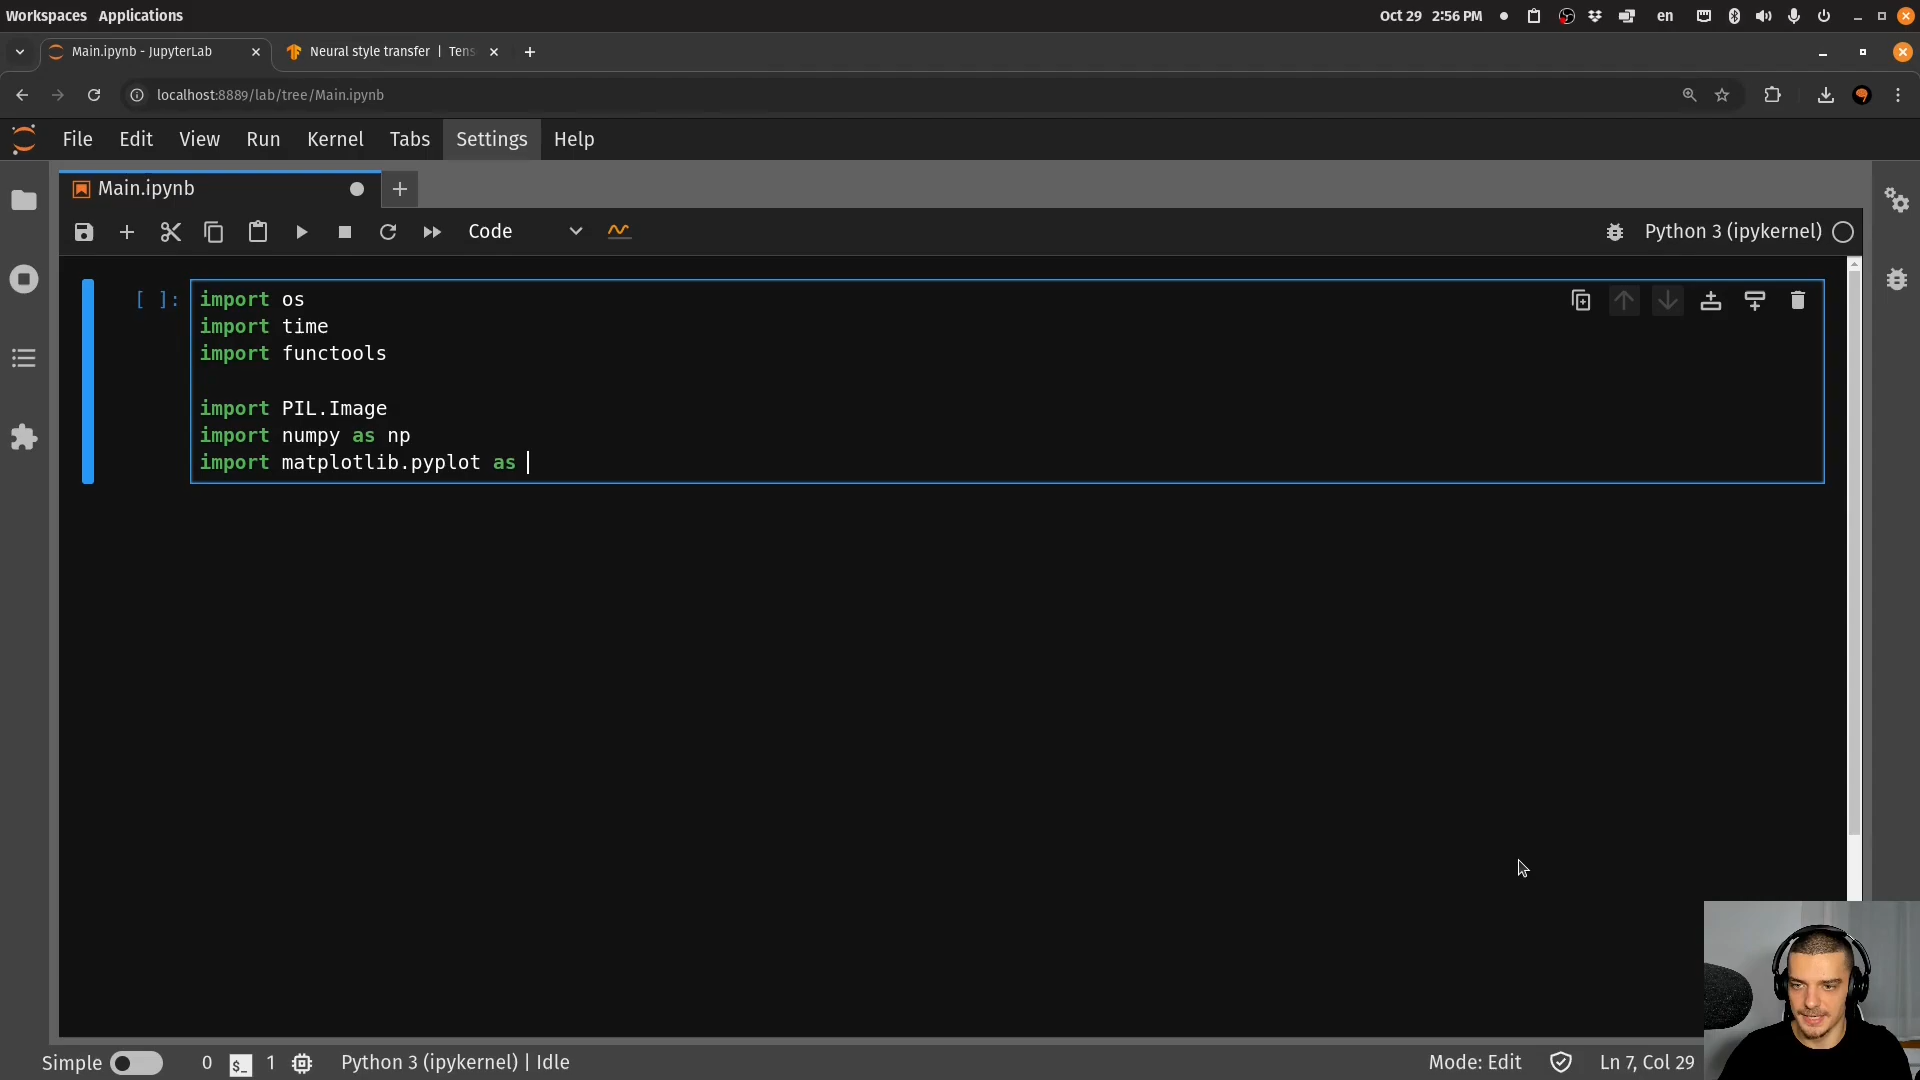 Workspaces Applications Oct 29 2:56 PM en
Main.ipynb - JupyterLab Neural style transfer | Tens
localhost:8889/lab/tree/Main.ipynb
File Edit View Run Kernel Tabs Settings Help
Main.ipynb
Code Python 3 (ipykernel)
[ ]: import os
import time
import functools
import PIL.Image
import numpy as np
import matplotlib.pyplot as
Simple 0 $_ 1 Python 3 (ipykernel) | Idle Mode: Edit Ln 7, Col 29